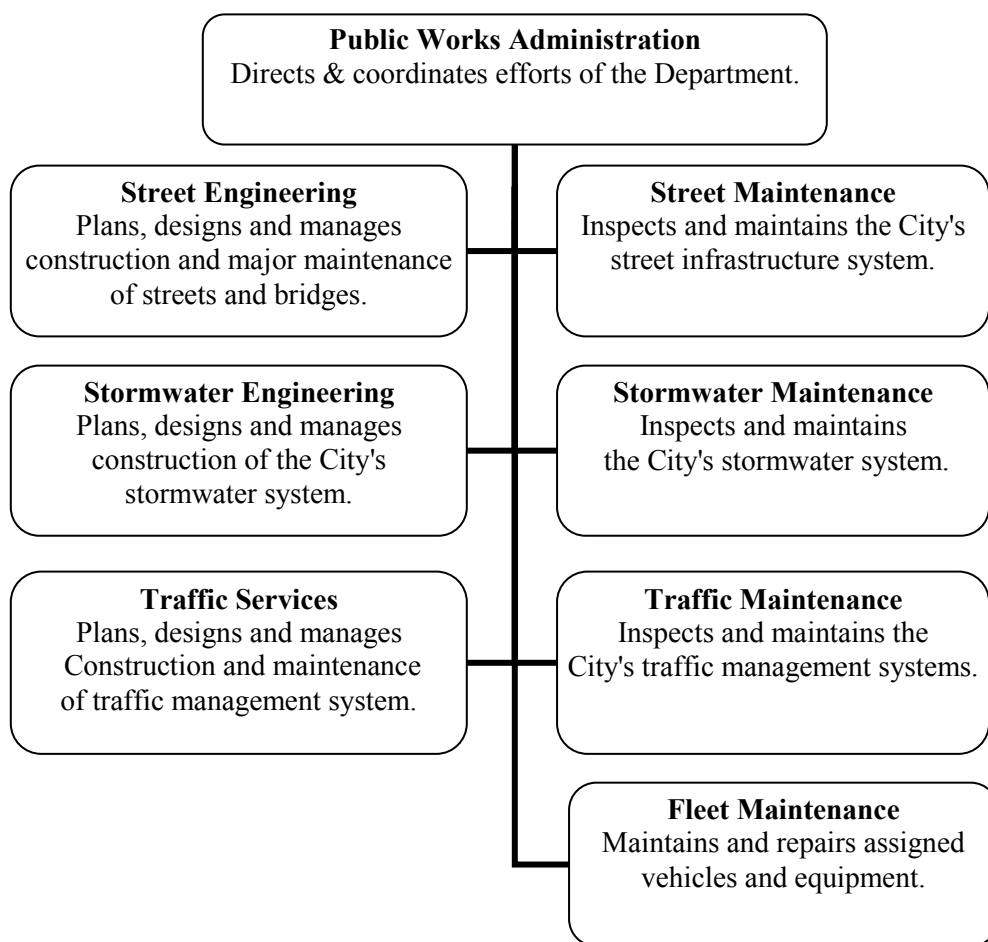 Public Works Administration
Directs & coordinates efforts of the Department.
Street Engineering
Plans, designs and manages
construction and major maintenance
of streets and bridges.
Street Maintenance
Inspects and maintains the City's
street infrastructure system.
Stormwater Engineering
Plans, designs and manages
construction of the City's
stormwater system.
Stormwater Maintenance
Inspects and maintains
the City's stormwater system.
Traffic Services
Plans, designs and manages
Construction and maintenance
of traffic management system.
Traffic Maintenance
Inspects and maintains the
City's traffic management systems.
Fleet Maintenance
Maintains and repairs assigned
vehicles and equipment.